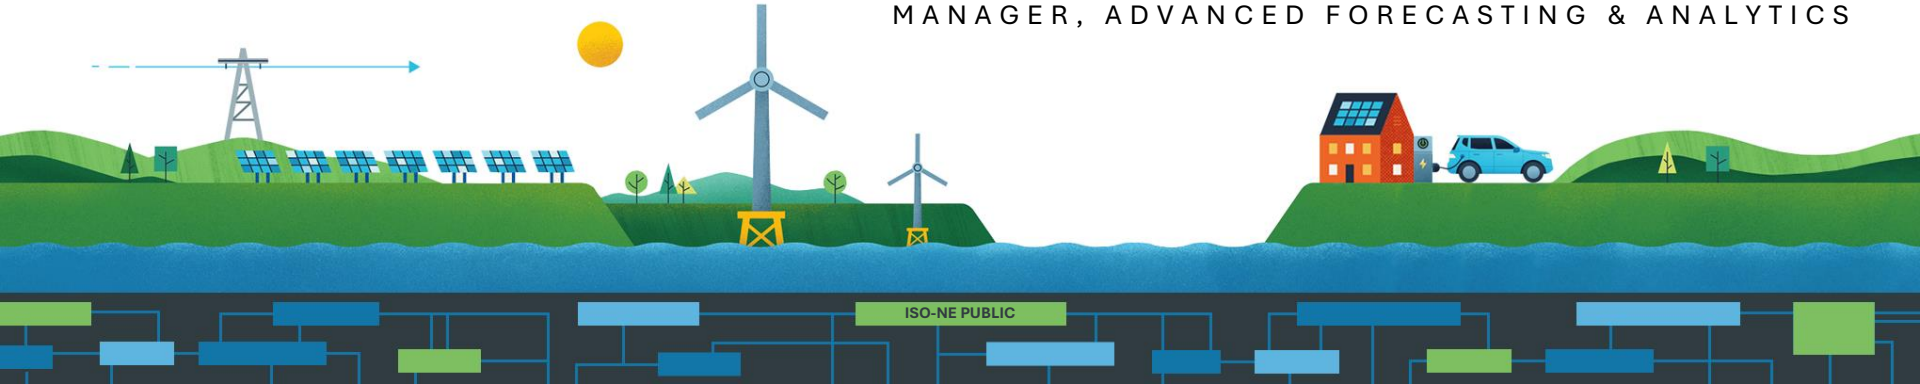 MANAGER, ADVANCED FORECASTING & ANALYTICS
ISO-NE PUBLIC